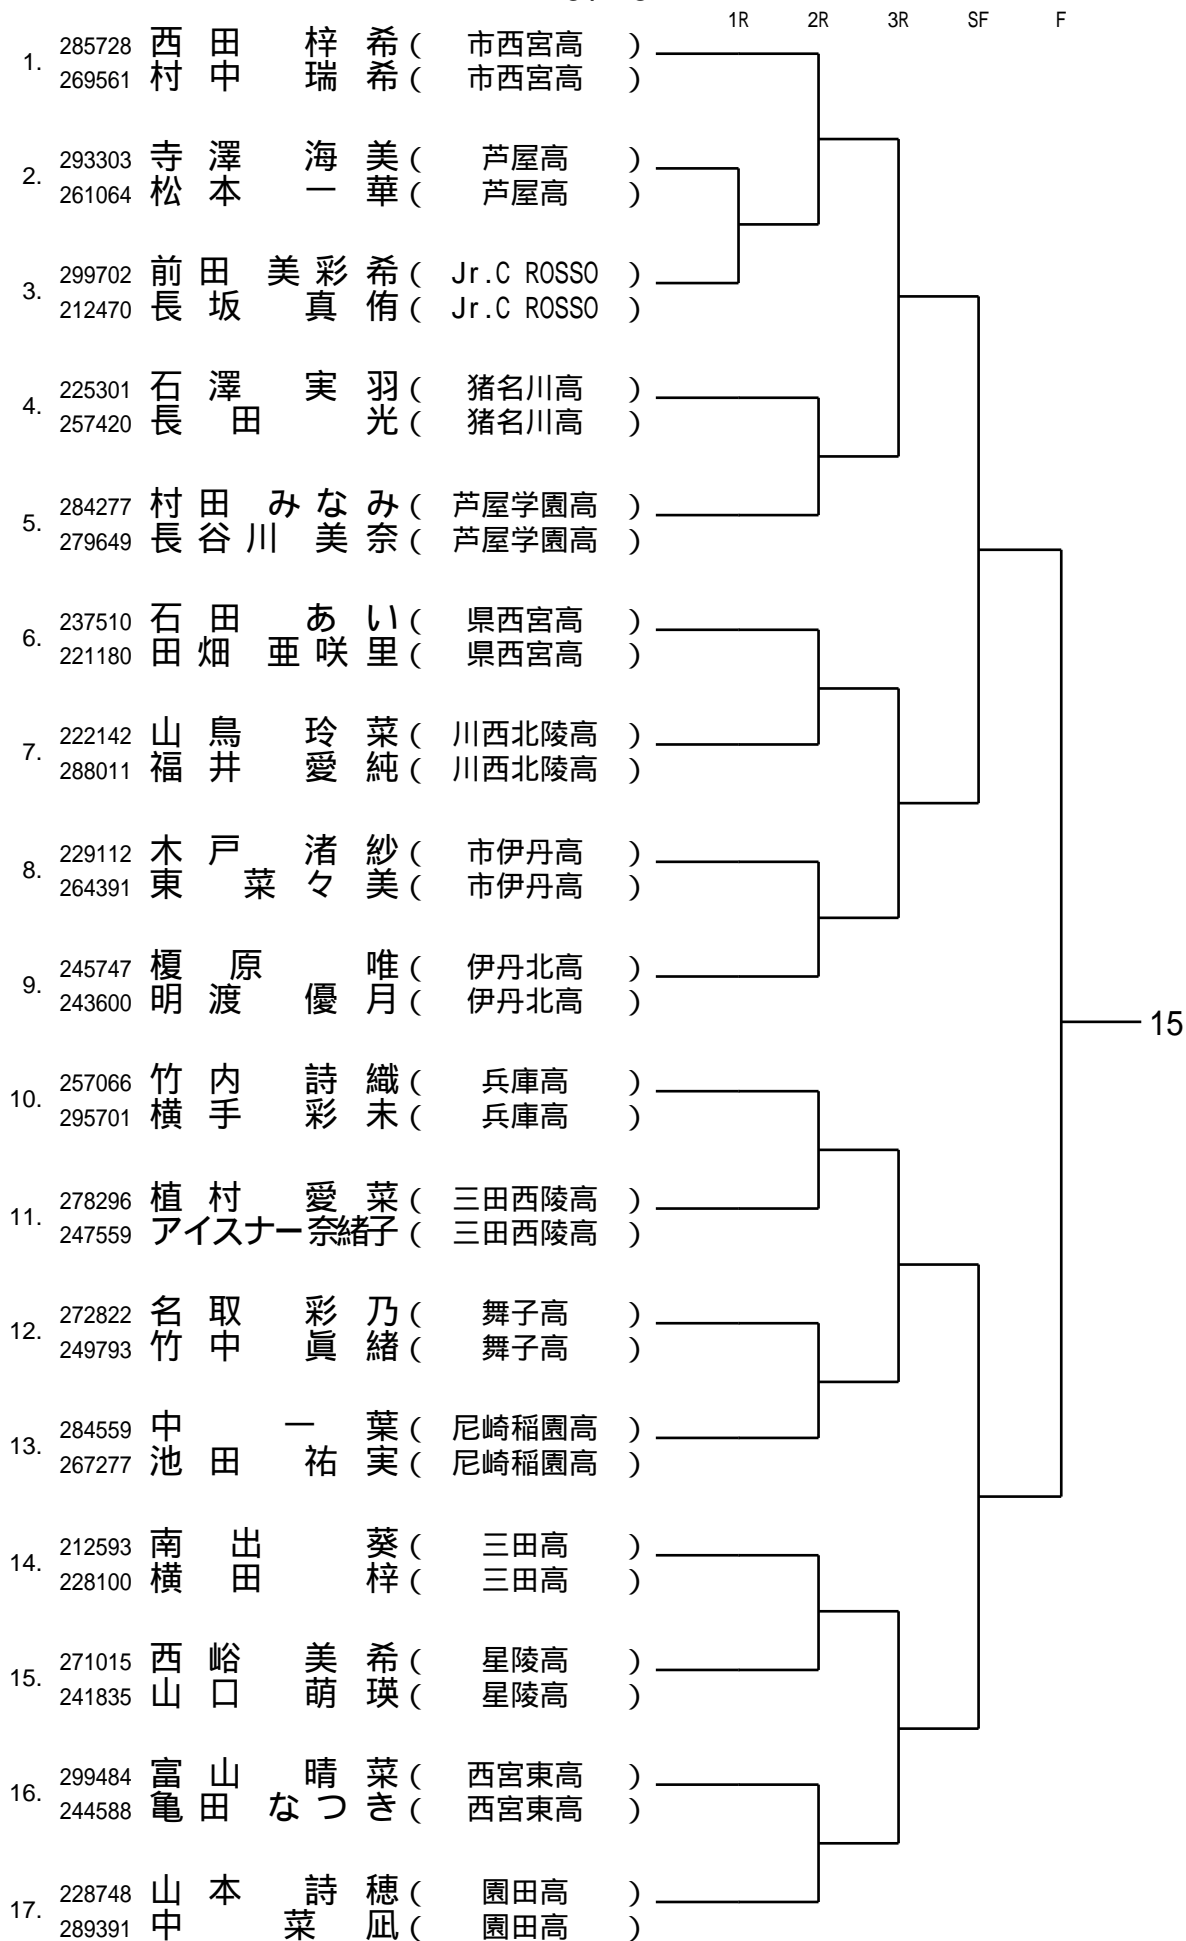 1R 2R 3R SF F
1. 285728 西田 梓希 ( 市西宮高 )
269561 村中 瑞希 ( 市西宮高 )
2. 293303 寺澤 海美 ( 芦屋高 )
261064 松本 一華 ( 芦屋高 )
3. 299702 前田 美彩希 ( Jr.C ROSSO )
212470 長坂 真侑 ( Jr.C ROSSO )
4. 225301 石澤 実羽 ( 猪名川高 )
257420 長田 光 ( 猪名川高 )
5. 284277 村田 みなみ ( 芦屋学園高 )
279649 長谷川 美奈 ( 芦屋学園高 )
6. 237510 石田 あい ( 県西宮高 )
221180 田畑 亜咲里 ( 県西宮高 )
7. 222142 山鳥 玲菜 ( 川西北陵高 )
288011 福井 愛純 ( 川西北陵高 )
8. 229112 木戸 渚紗 ( 市伊丹高 )
264391 東 菜々美 ( 市伊丹高 )
9. 245747 榎原 唯 ( 伊丹北高 )
243600 明渡 優月 ( 伊丹北高 )
15
10. 257066 竹内 詩織 ( 兵庫高 )
295701 横手 彩未 ( 兵庫高 )
11. 278296 植村 愛菜 ( 三田西陵高 )
247559 アイスナー奈緒子 ( 三田西陵高 )
12. 272822 名取 彩乃 ( 舞子高 )
249793 竹中 眞緒 ( 舞子高 )
13. 284559 中 一葉 ( 尼崎稲園高 )
267277 池田 祐実 ( 尼崎稲園高 )
14. 212593 南出 葵 ( 三田高 )
228100 横田 梓 ( 三田高 )
15. 271015 西峪 美希 ( 星陵高 )
241835 山口 萌瑛 ( 星陵高 )
16. 299484 富山 晴菜 ( 西宮東高 )
244588 亀田 なつき ( 西宮東高 )
17. 228748 山本 詩穂 ( 園田高 )
289391 中 菜凪 ( 園田高 )